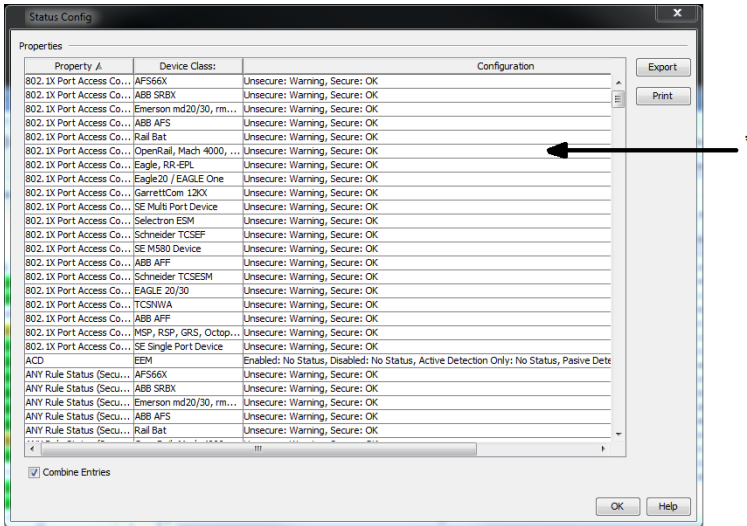 Status Config
x
Properties
Property Device Class: Configuration
802.1X Port Access Co... AFS66X Unsecure: Warning, Secure: OK
802.1X Port Access Co... ABB SRBX Unsecure: Warning, Secure: OK
802.1X Port Access Co... Emerson md20/30, rm... Unsecure: Warning, Secure: OK
802.1X Port Access Co... ABB AFS Unsecure: Warning, Secure: OK
802.1X Port Access Co... Rail Bat Unsecure: Warning, Secure: OK
802.1X Port Access Co... OpenRail, Mach 4000, ... Unsecure: Warning, Secure: OK
802.1X Port Access Co... Eagle, RR-EPL Unsecure: Warning, Secure: OK
802.1X Port Access Co... Eagle20 / EAGLE One Unsecure: Warning, Secure: OK
802.1X Port Access Co... GarrettCom 12KX Unsecure: Warning, Secure: OK
802.1X Port Access Co... SE Multi Port Device Unsecure: Warning, Secure: OK
802.1X Port Access Co... Selectron ESM Unsecure: Warning, Secure: OK
802.1X Port Access Co... Schneider TCSEF Unsecure: Warning, Secure: OK
802.1X Port Access Co... SE M580 Device Unsecure: Warning, Secure: OK
802.1X Port Access Co... ABB AFF Unsecure: Warning, Secure: OK
802.1X Port Access Co... Schneider TCSESM Unsecure: Warning, Secure: OK
802.1X Port Access Co... EAGLE 20/30 Unsecure: Warning, Secure: OK
802.1X Port Access Co... TCSNWA Unsecure: Warning, Secure: OK
802.1X Port Access Co... ABB AFF Unsecure: Warning, Secure: OK
802.1X Port Access Co... MSP, RSP, GRS, Octop... Unsecure: Warning, Secure: OK
802.1X Port Access Co... SE Single Port Device Unsecure: Warning, Secure: OK
ACD EEM Enabled: No Status, Disabled: No Status, Active Detection Only: No Status, Pasive Dete
ANY Rule Status (Secu... AFS66X Unsecure: Warning, Secure: OK
ANY Rule Status (Secu... ABB SRBX Unsecure: Warning, Secure: OK
ANY Rule Status (Secu... Emerson md20/30, rm... Unsecure: Warning, Secure: OK
ANY Rule Status (Secu... ABB AFS Unsecure: Warning, Secure: OK
ANY Rule Status (Secu... Rail Bat Unsecure: Warning, Secure: OK
Export
Print
Combine Entries
OK Help